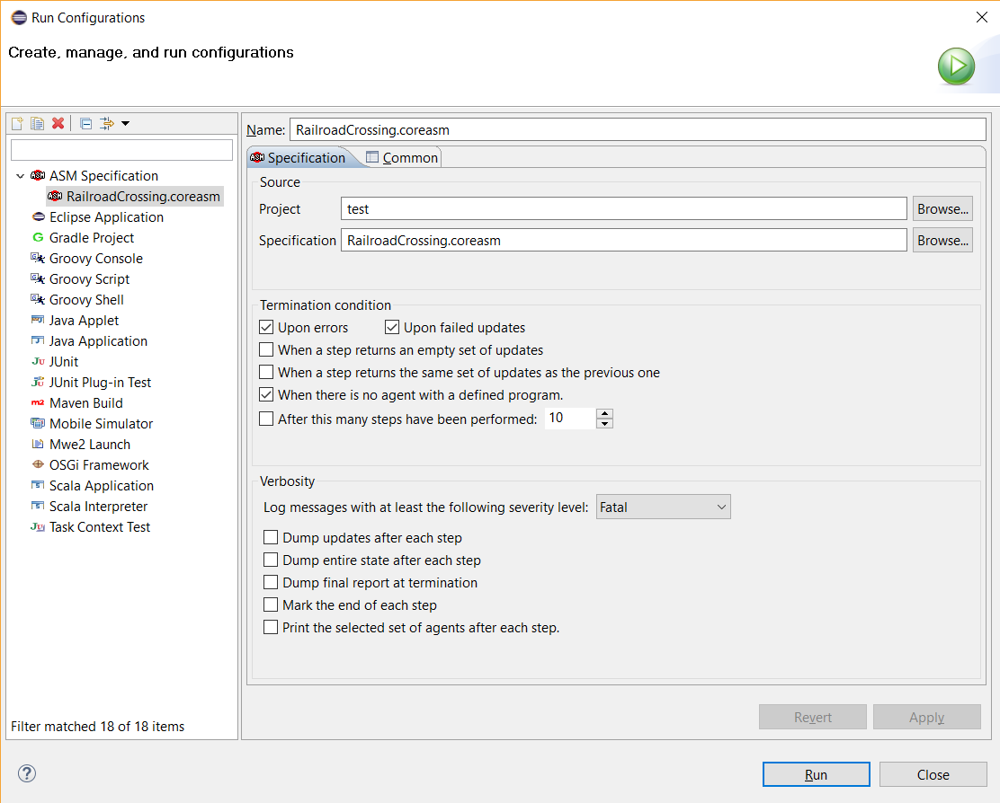 Run Configurations
Create, manage, and run configurations
ASM Specification
RailroadCrossing.coreasm
Eclipse Application
Gradle Project
Groovy Console
Groovy Script
Groovy Shell
Java Applet
Java Application
JUnit
JUnit Plug-in Test
Maven Build
Mobile Simulator
Mwe2 Launch
OSGi Framework
Scala Application
Scala Interpreter
Task Context Test
Filter matched 18 of 18 items
Name: RailroadCrossing.coreasm
Specification Common
Source
Project test Browse...
Specification RailroadCrossing.coreasm Browse...
Termination condition
Upon errors Upon failed updates
When a step returns an empty set of updates
When a step returns the same set of updates as the previous one
When there is no agent with a defined program.
After this many steps have been performed: 10
Verbosity
Log messages with at least the following severity level: Fatal
Dump updates after each step
Dump entire state after each step
Dump final report at termination
Mark the end of each step
Print the selected set of agents after each step.
Revert Apply
Run Close